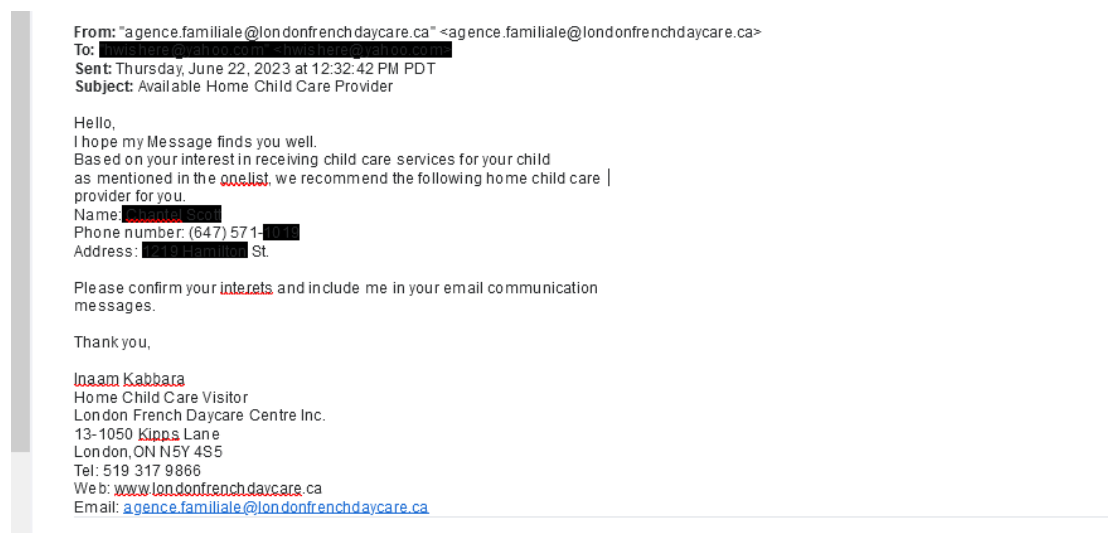 From: "agence.familiale@londonfrenchdaycare.ca" <agence.familiale@londonfrenchdaycare.ca>
To:
Sent: Thursday, June 22, 2023 at 12:32:42 PM PDT
Subject: Available Home Child Care Provider
Hello,
I hope my Message finds you well.
Based on your interest in receiving child care services for your child
as mentioned in the onelist, we recommend the following home child care
provider for you.
Name:
Phone number: (647) 571-
Address: St.
Please confirm your interets and include me in your email communication
messages.
Thank you,
Inaam Kabbara
Home Child Care Visitor
London French Daycare Centre Inc.
13-1050 Kipps Lane
London,ON N5Y 4S5
Tel: 519 317 9866
Web: www.londonfrenchdaycare.ca
Email: agence.familiale@londonfrenchdaycare.ca